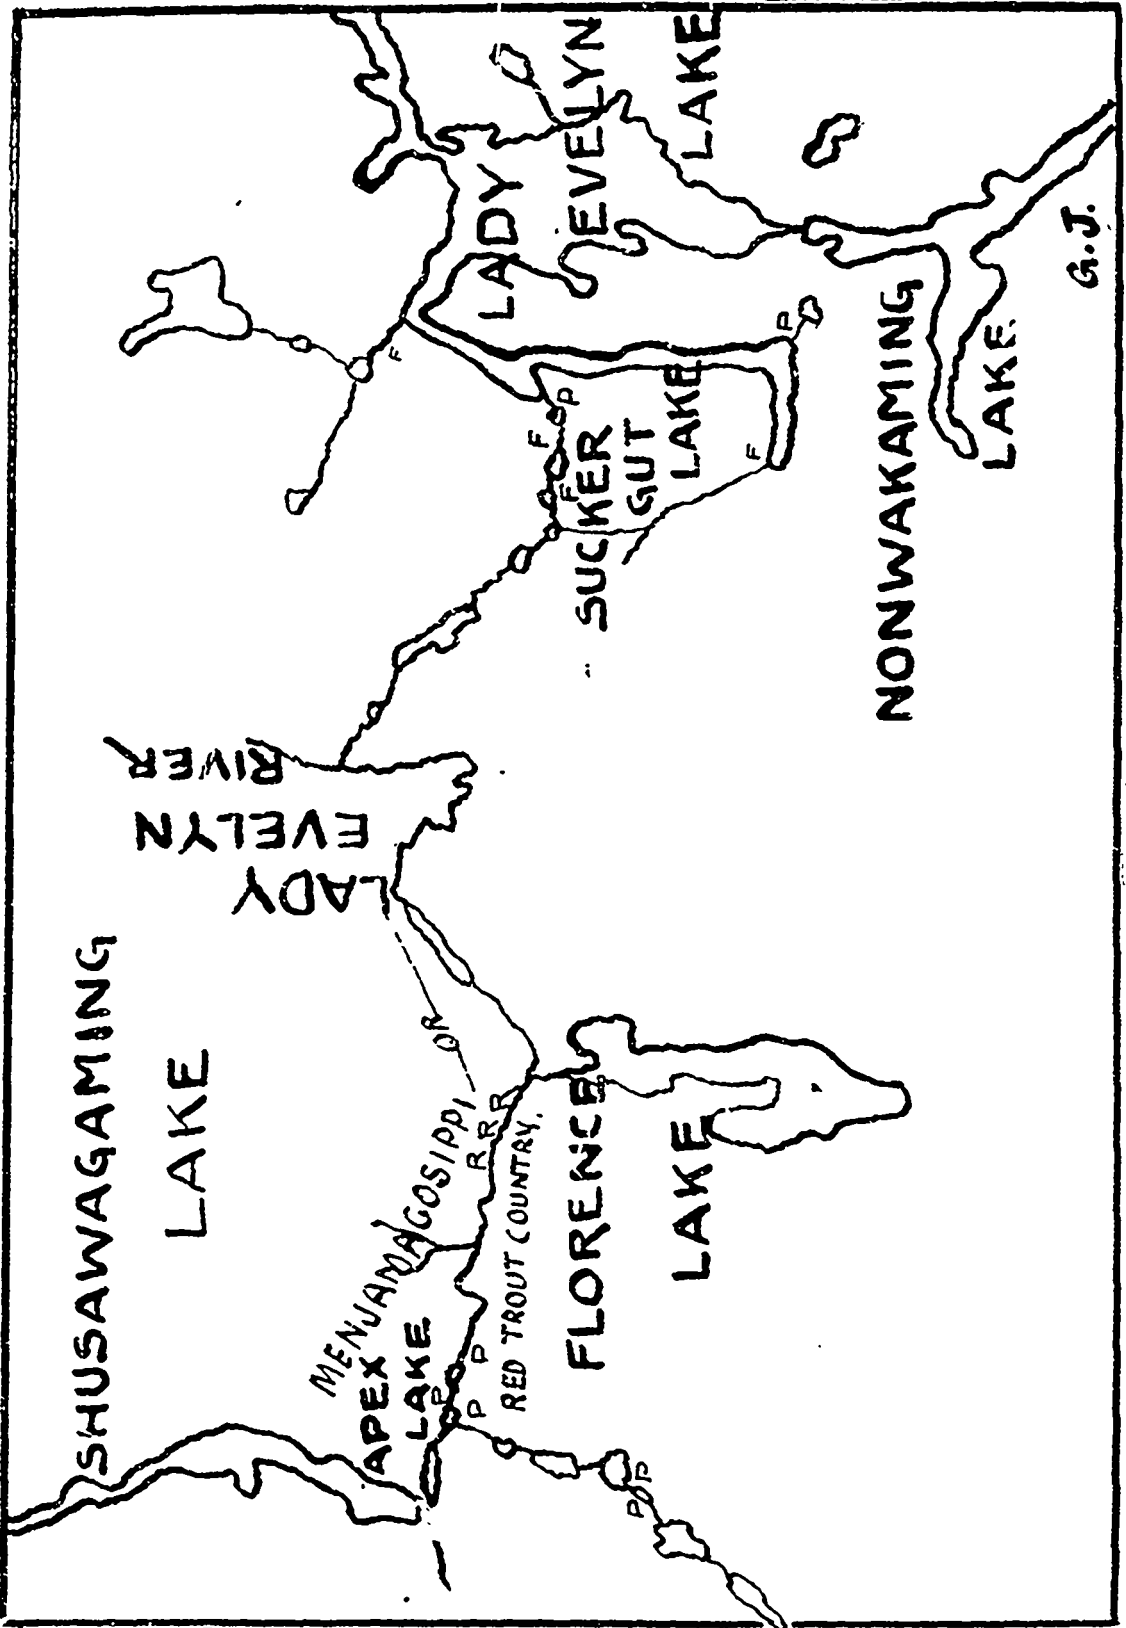 SHUSAWAGAMING
LAKE
LADY
EVELYN
RIVER
MENJAMAGOSIPPI
OR
APEX
LAKE
R
R
R
P
P
P
RED TROUT COUNTRY.
FLORENCE
LAKE
P
P
F
LADY
EVELYN
LAKE
F
F
P
SUCKER
GUT
LAKE
F
P
NONWAKAMING
LAKE.
G.J.